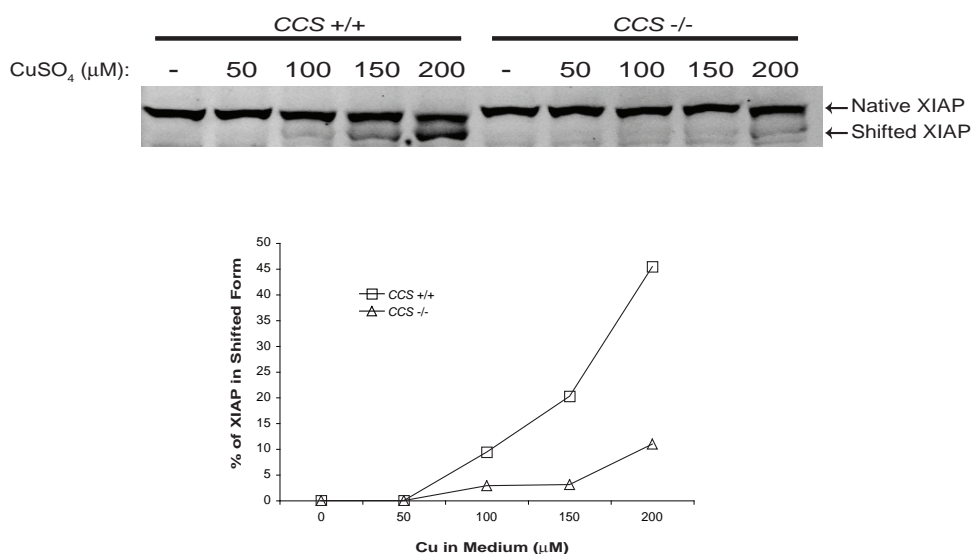 CCS +/+ CCS -/-
CuSO₄ (μM): - 50 100 150 200 - 50 100 150 200
←Native XIAP
←Shifted XIAP
% of XIAP in Shifted Form
50
45
40
35
30
25
20
15
10
5
0
CCS +/+
CCS -/-
0 50 100 150 200
Cu in Medium (μM)